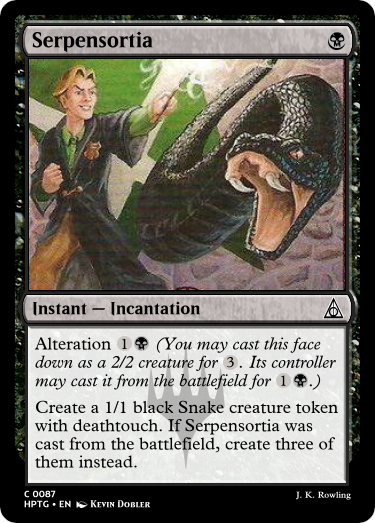 Serpensortia
Instant — Incantation
Alteration 1 (You may cast this face
down as a 2/2 creature for 3. Its controller
may cast it from the battlefield for 1.)
Create a 1/1 black Snake creature token
with deathtouch. If Serpensortia was
cast from the battlefield, create three of
them instead.
C 0087
HPTG • EN Kevin Dobler
J. K. Rowling